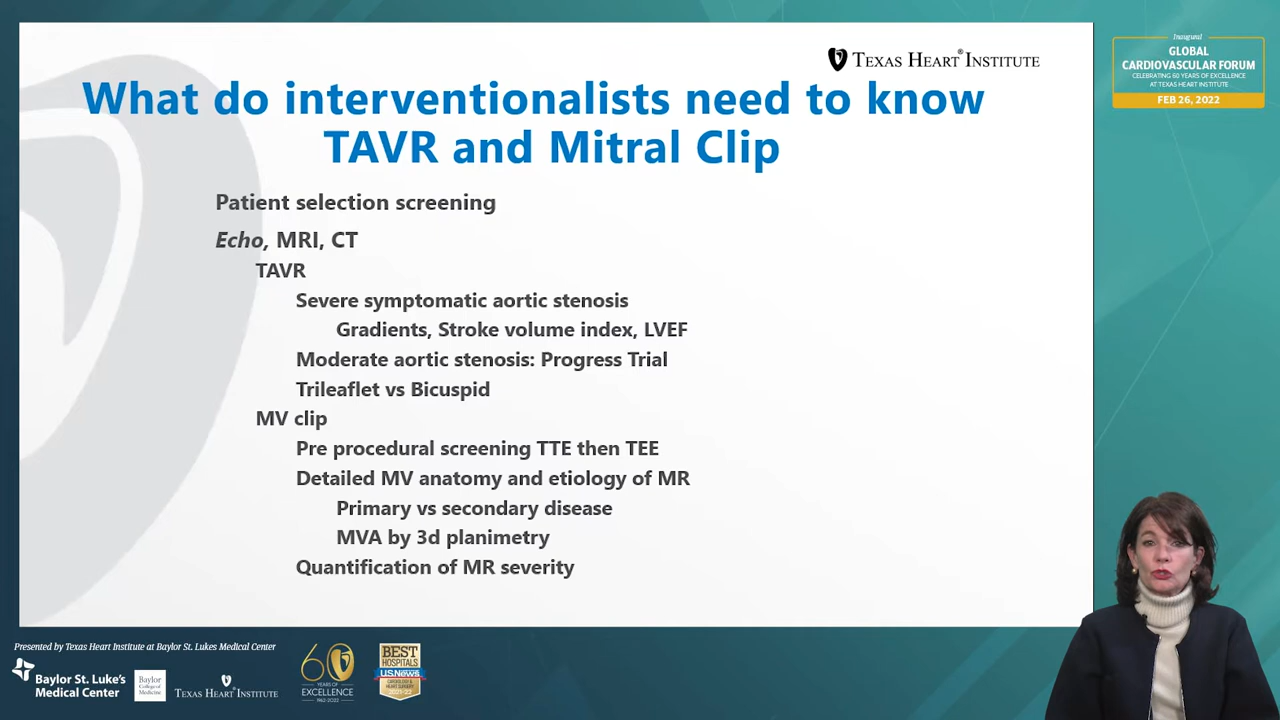 TEXAS HEART® INSTITUTE
What do interventionalists need to know
TAVR and Mitral Clip
Patient selection screening
Echo, MRI, CT
TAVR
Severe symptomatic aortic stenosis
Gradients, Stroke volume index, LVEF
Moderate aortic stenosis: Progress Trial
Trileaflet vs Bicuspid
MV clip
Pre procedural screening TTE then TEE
Detailed MV anatomy and etiology of MR
Primary vs secondary disease
MVA by 3d planimetry
Quantification of MR severity
Inaugural
GLOBAL
CARDIOVASCULAR FORUM
CELEBRATING 60 YEARS OF EXCELLENCE
AT TEXAS HEART INSTITUTE
FEB 26, 2022
Presented by Texas Heart Institute at Baylor St. Lukes Medical Center
Baylor St. Luke's
Medical Center
Baylor
College of
Medicine
TEXAS HEART® INSTITUTE
60
YEARS OF
EXCELLENCE
1962-2022
BEST
HOSPITALS
U.S.News
CARDIOLOGY &
HEART SURGERY